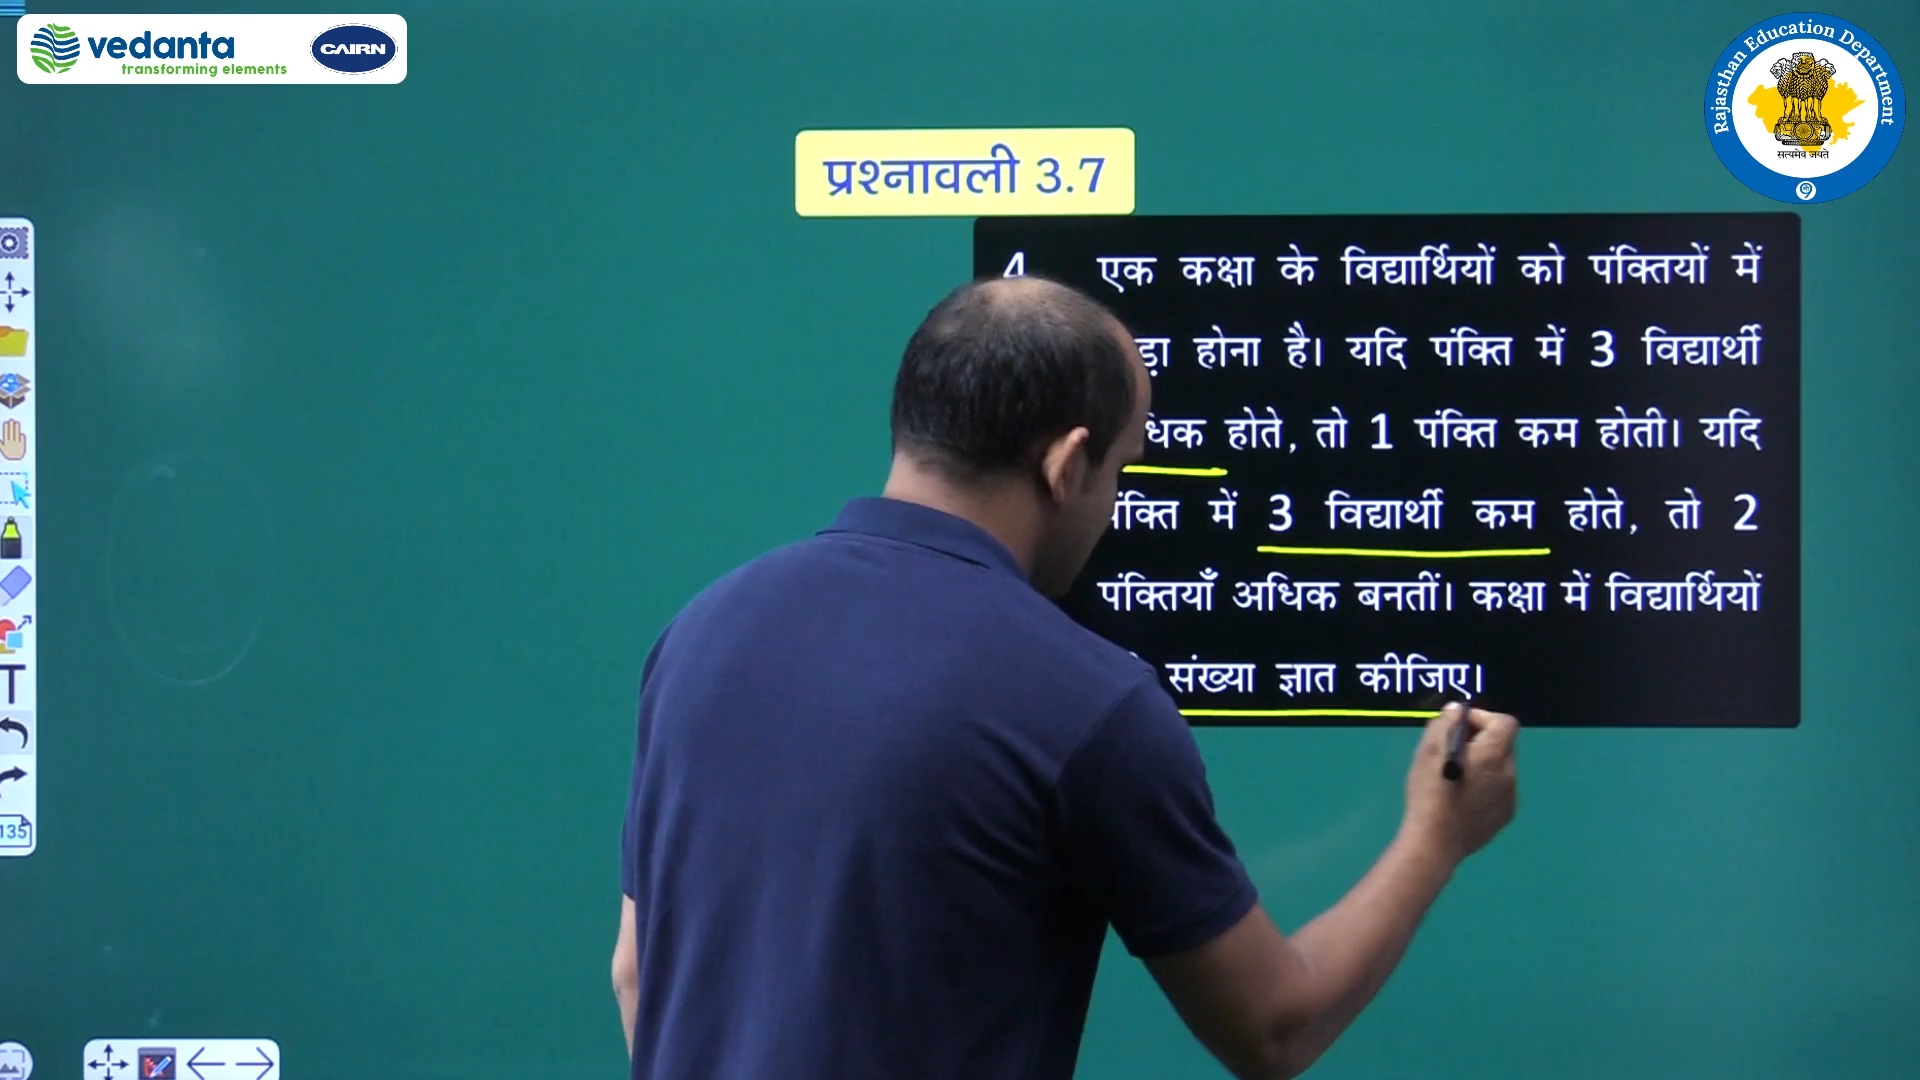 vedanta
transforming elements
CAIRN
Rajasthan Education Department
सत्यमेव जयते
प्रश्नावली 3.7
4 एक कक्षा के विद्यार्थियों को पंक्तियों में
होना है। यदि पंक्ति में 3 विद्यार्थी
होते, तो 1 पंक्ति कम होती। यदि
में 3 विद्यार्थी कम होते, तो 2
पंक्तियाँ अधिक बनतीं। कक्षा में विद्यार्थियों
संख्या ज्ञात कीजिए।
T
135